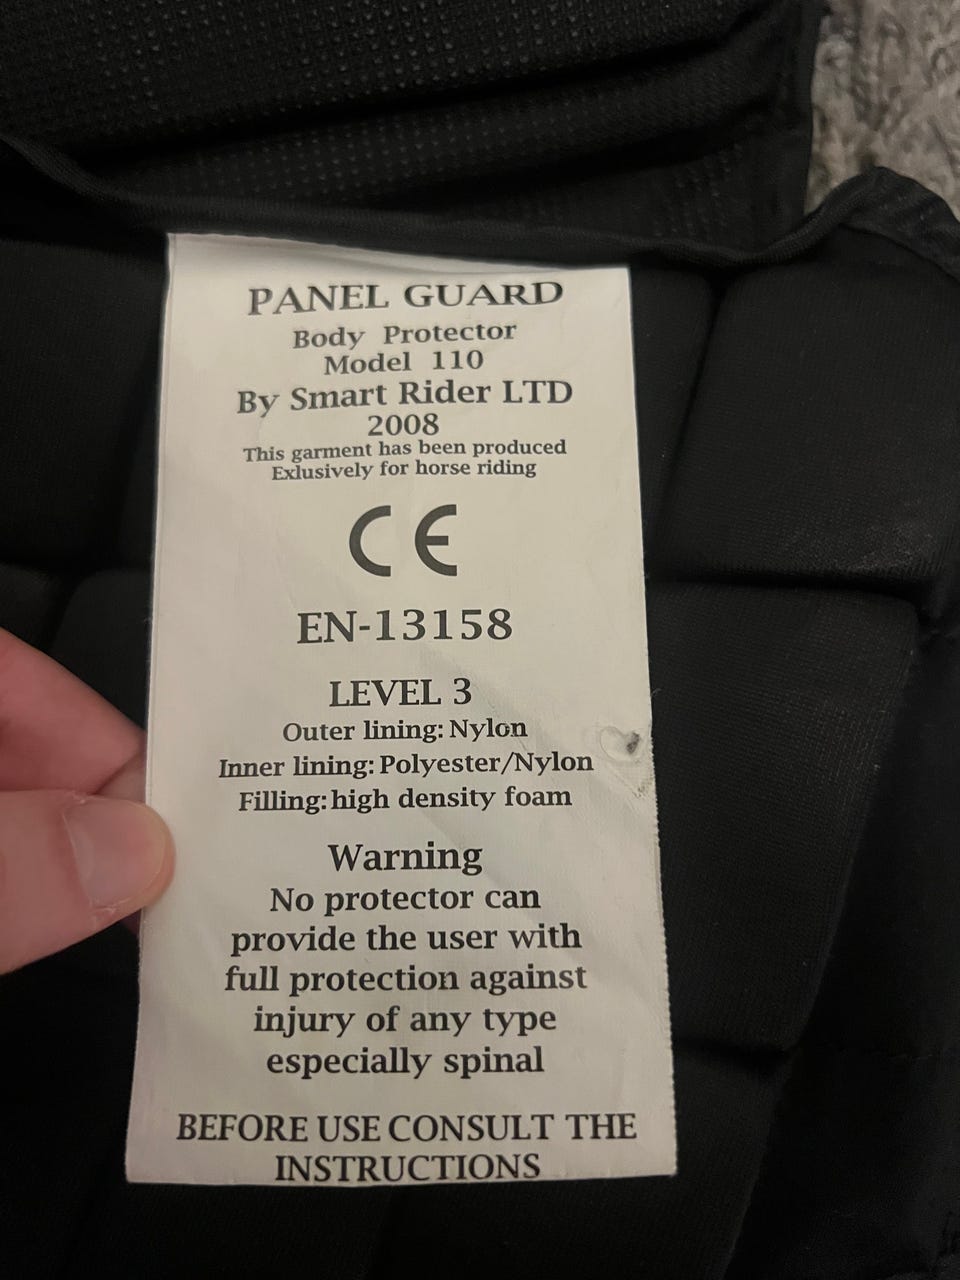 PANEL GUARD
Body Protector
Model 110
By Smart Rider LTD
2008
This garment has been produced
Exlusively for horse riding
CE
EN-13158
LEVEL 3
Outer lining: Nylon
Inner lining: Polyester/Nylon
Filling: high density foam
Warning
No protector can
provide the user with
full protection against
injury of any type
especially spinal
BEFORE USE CONSULT THE
INSTRUCTIONS